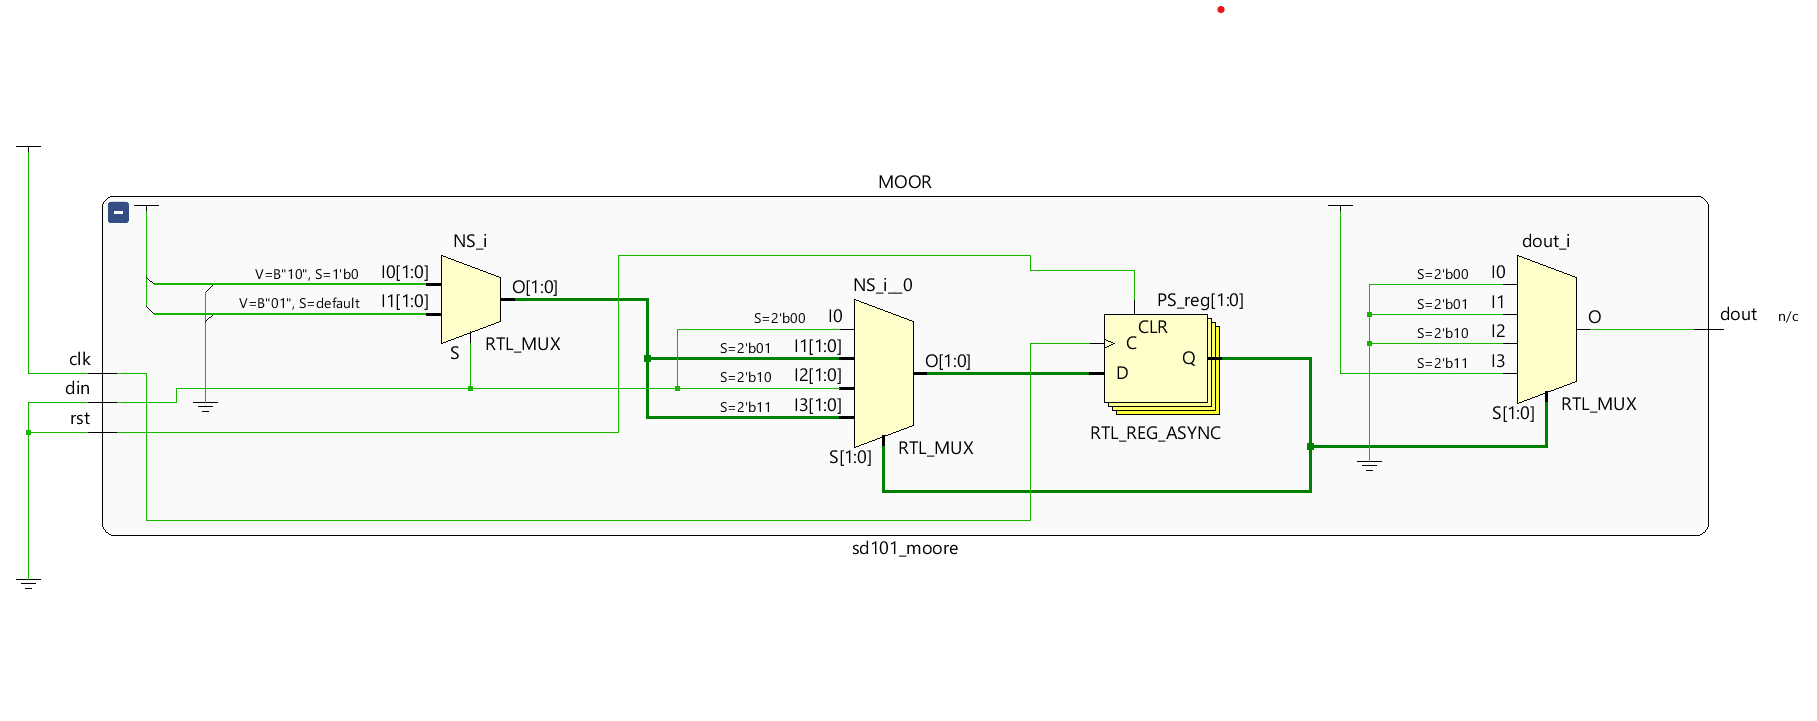 MOOR
NS_i
V=B"10", S=1'b0 I0[1:0]
V=B"01", S=default I1[1:0]
O[1:0]
S
RTL_MUX
NS_i__0
S=2'b00 I0
S=2'b01 I1[1:0]
S=2'b10 I2[1:0]
S=2'b11 I3[1:0]
O[1:0]
S[1:0]
RTL_MUX
PS_reg[1:0]
CLR
C
Q
D
RTL_REG_ASYNC
dout_i
S=2'b00 I0
S=2'b01 I1
S=2'b10 I2
S=2'b11 I3
O
S[1:0]
RTL_MUX
dout n/c
clk
din
rst
sd101_moore